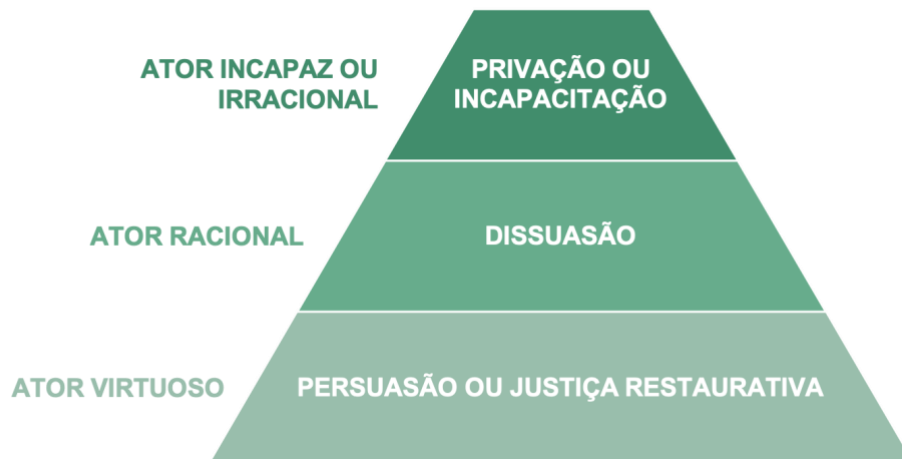 ATOR INCAPAZ OU
IRRACIONAL
PRIVAÇÃO OU
INCAPACITAÇÃO
ATOR RACIONAL
DISSUASÃO
ATOR VIRTUOSO
PERSUASÃO OU JUSTIÇA RESTAURATIVA